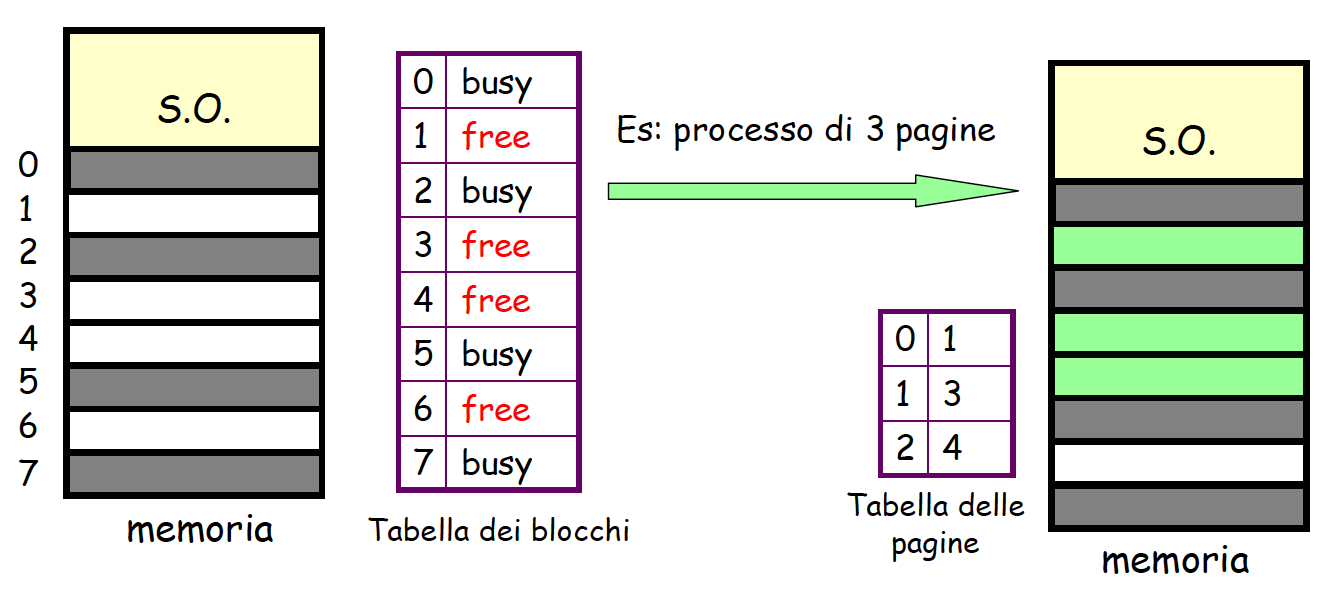 S.O.
0
1
2
3
4
5
6
7
memoria
0 busy
1 free
2 busy
3 free
4 free
5 busy
6 free
7 busy
Tabella dei blocchi
Es: processo di 3 pagine
0 1
1 3
2 4
Tabella delle
pagine
S.O.
memoria